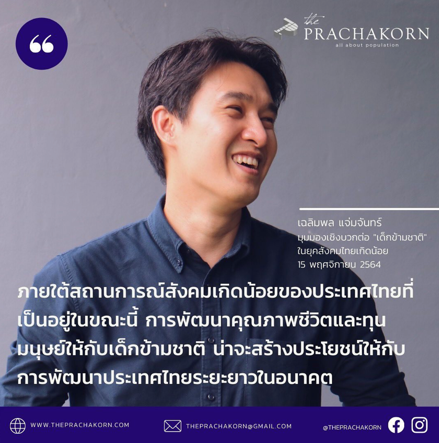 the
PRACHAKORN
all about population
เฉลิมพล แจ่มจันทร์
มุมมองเชิงบวกต่อ "เด็กข้ามชาติ"
ในยุคสังคมไทยเกิดน้อย
15 พฤศจิกายน 2564
ภายใต้สถานการณ์สังคมเกิดน้อยของประเทศไทยที่
เป็นอยู่ในขณะนี้ การพัฒนาคุณภาพชีวิตและทุน
มนุษย์ให้กับเด็กข้ามชาติ น่าจะสร้างประโยชน์ให้กับ
การพัฒนาประเทศไทยระยะยาวในอนาคต
WWW.THEPRACHAKORN.COM
THEPRACHAKORN@GMAIL.COM
@THEPRACHAKORN